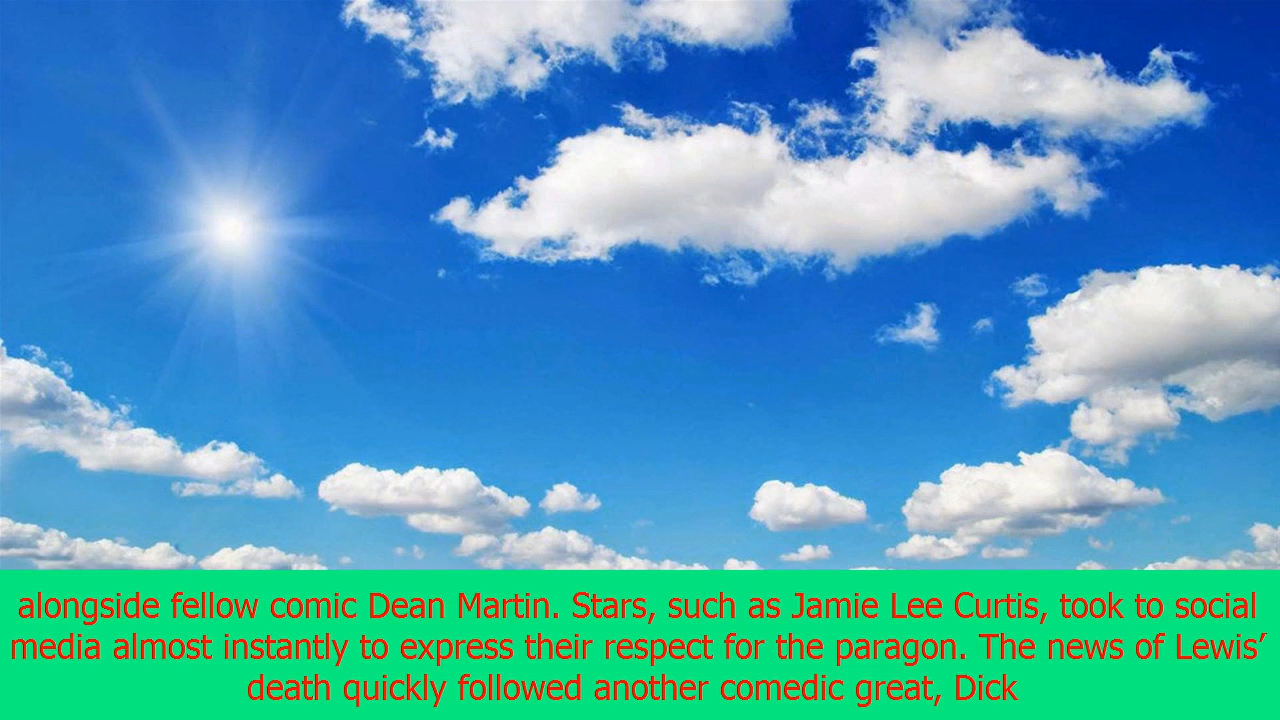 alongside fellow comic Dean Martin. Stars, such as Jamie Lee Curtis, took to social
media almost instantly to express their respect for the paragon. The news of Lewis’
death quickly followed another comedic great, Dick